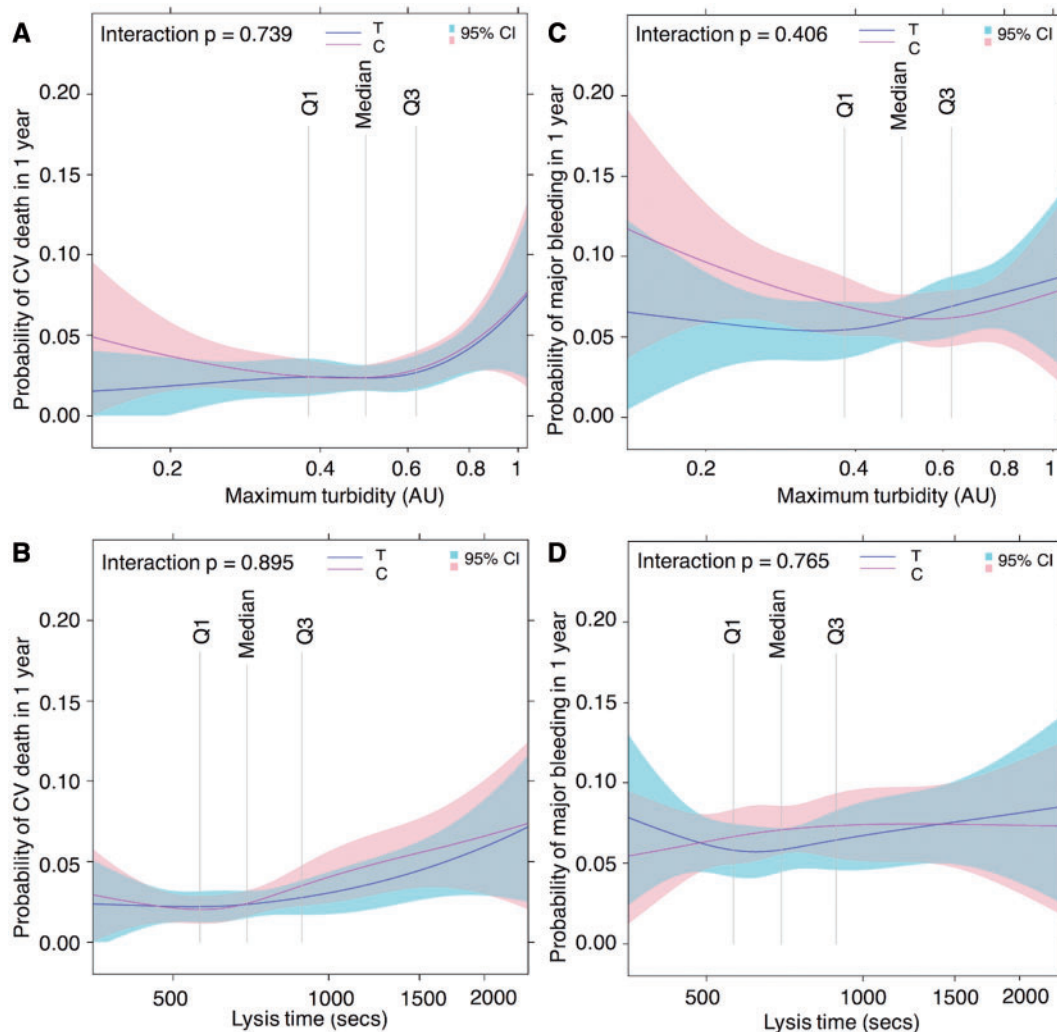 A
Interaction p = 0.739
T
C
95% CI
Q1
Median
Q3
0.20
0.15
0.10
0.05
0.00
Probability of CV death in 1 year
0.2
0.4
0.6
0.8
1
Maximum turbidity (AU)
C
Interaction p = 0.406
T
C
95% CI
Q1
Median
Q3
0.20
0.15
0.10
0.05
0.00
Probability of major bleeding in 1 year
0.2
0.4
0.6
0.8
1
Maximum turbidity (AU)
B
Interaction p = 0.895
T
C
95% CI
Q1
Median
Q3
0.20
0.15
0.10
0.05
0.00
Probability of CV death in 1 year
500
1000
1500
2000
Lysis time (secs)
D
Interaction p = 0.765
T
C
95% CI
Q1
Median
Q3
0.20
0.15
0.10
0.05
0.00
Probability of major bleeding in 1 year
500
1000
1500
2000
Lysis time (secs)